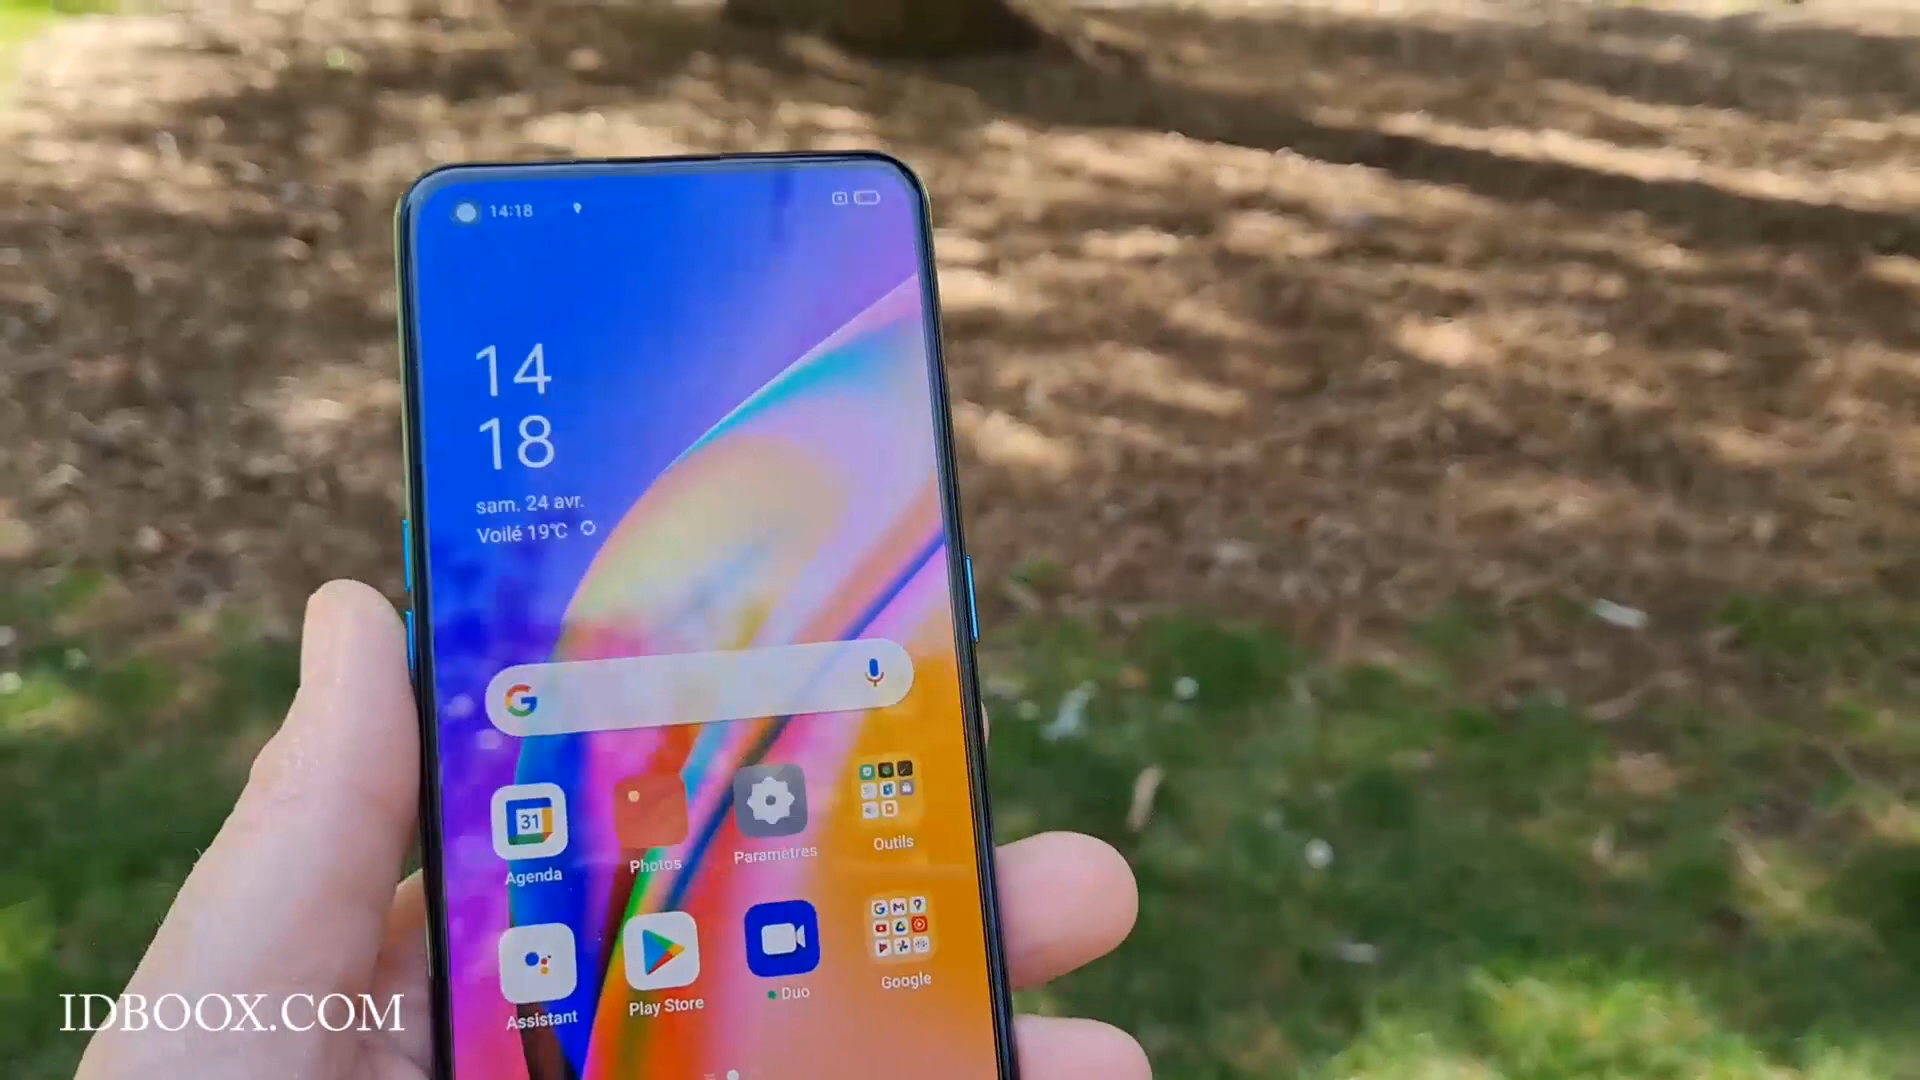 14:18
14
18
sam. 24 avr.
Voilé 19°C
G
31
Agenda
Photos
Paramètres
Outils
Assistant
Play Store
Duo
Google
IDBOOX.COM